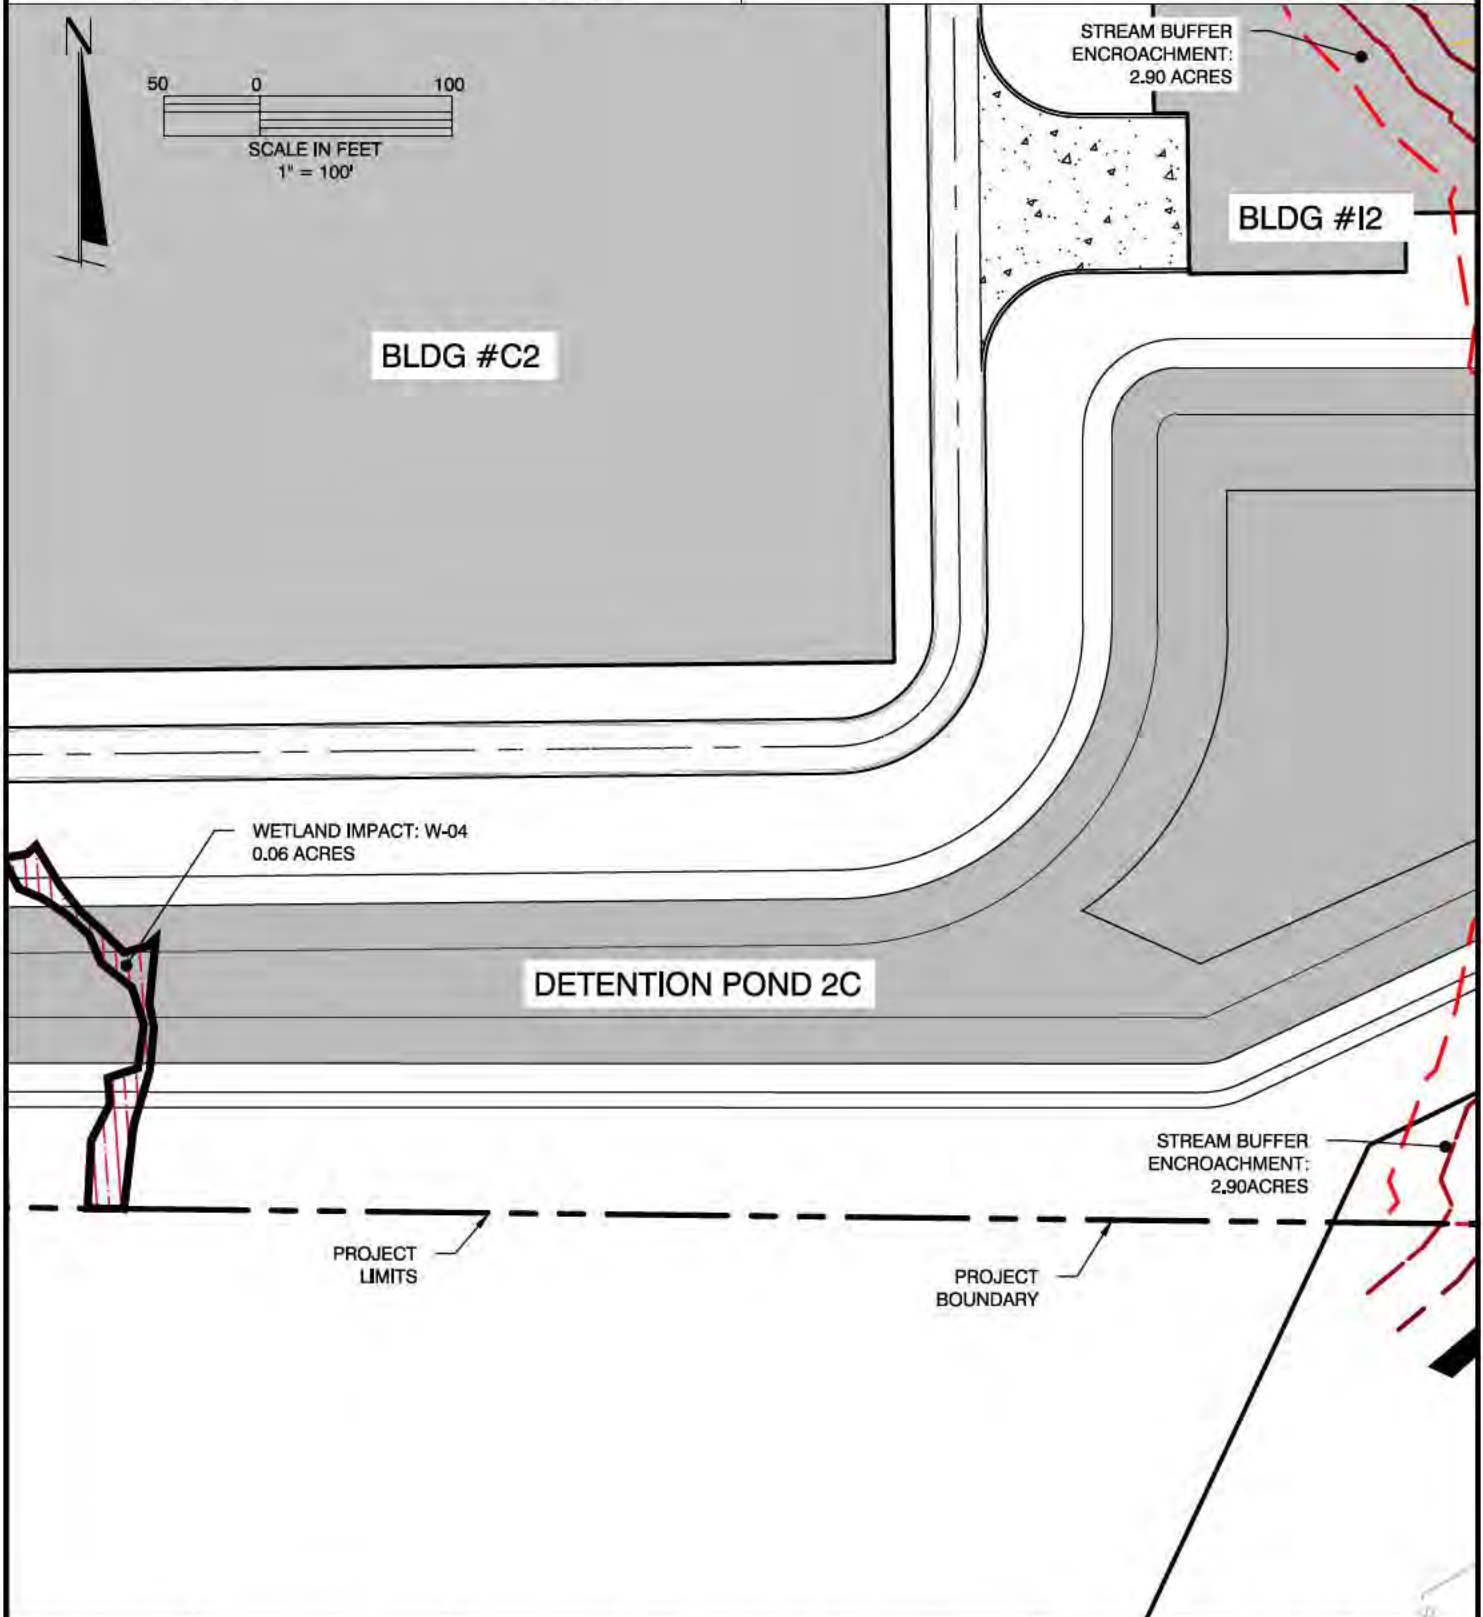 N
50 0 100
SCALE IN FEET
1" = 100'
STREAM BUFFER
ENCROACHMENT:
2.90 ACRES
BLDG #I2
BLDG #C2
WETLAND IMPACT: W-04
0.06 ACRES
DETENTION POND 2C
STREAM BUFFER
ENCROACHMENT:
2.90ACRES
PROJECT
LIMITS
PROJECT
BOUNDARY